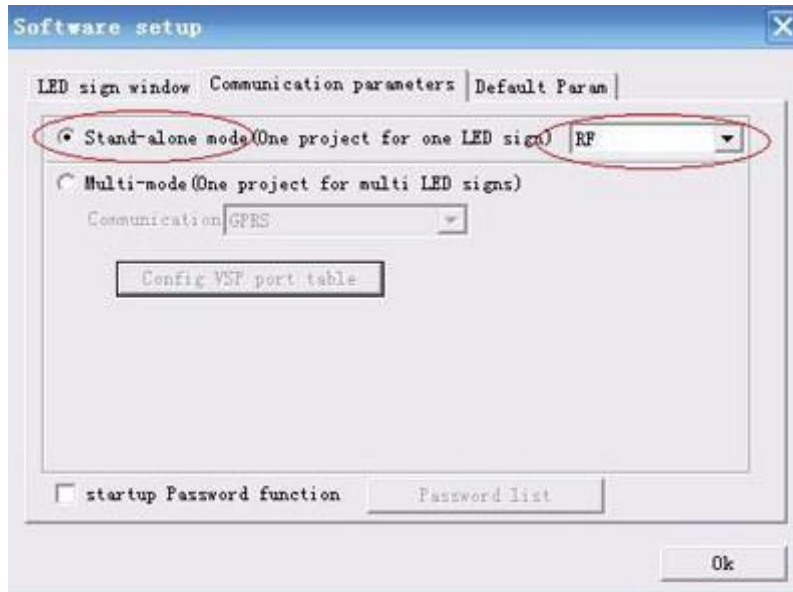 Software setup
LED sign window Communication parameters Default Param
Stand-alone mode(One project for one LED sign) RF
Multi-mode(One project for multi LED signs)
Communication GPRS
Config VSP port table
startup Password function Password list
Ok